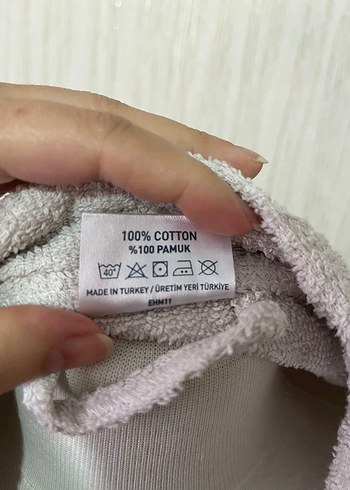 100% COTTON
%100 PAMUK
40°
MADE IN TURKEY / ÜRETİM YERİ TÜRKİYE
EHM11